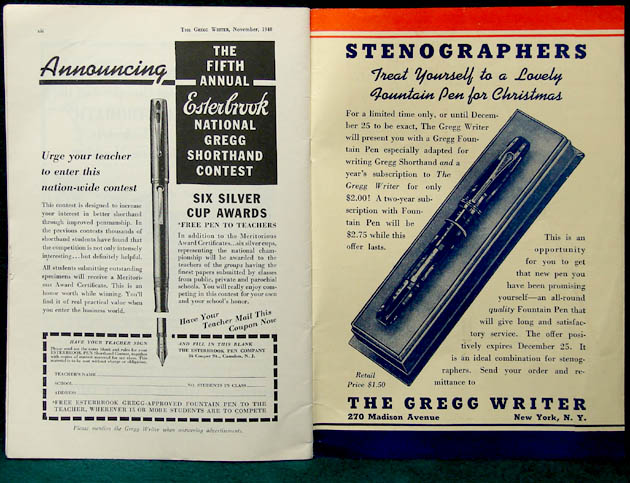 xii
THE GREGG WRITER, November, 1940
Announcing
THE
FIFTH
ANNUAL
Esterbrook
NATIONAL
GREGG
SHORTHAND
CONTEST
Urge your teacher
to enter this
nation-wide contest
This contest is designed to increase
your interest in better shorthand
through improved penmanship. In
the previous contests thousands of
shorthand students have found that
the competition is not only intensely
interesting...but definitely helpful.
All students submitting outstanding
specimens will receive a Meritori-
ous Award Certificate. This is an
honor worth while winning. You'll
find it of real practical value when
you enter the business world.
SIX SILVER
CUP AWARDS
*FREE PEN TO TEACHERS
In addition to the Meritorious
Award Certificates...six silver cups,
representing the national cham-
pionship will be awarded to the
teachers of the groups having the
finest papers submitted by classes
from public, private and parochial
schools. You will really enjoy com-
peting in this contest for your own
and your school's honor.
Have Your
Teacher Mail This
Coupon Now
HAVE YOUR TEACHER SIGN
AND FILL IN THIS BLANK
THE ESTERBROOK PEN COMPANY
Cooper St., Camden, N. J.
TEACHER'S NAME
SCHOOL
NO. STUDENTS IN CLASS
ADDRESS
*FREE ESTERBROOK GREGG-APPROVED FOUNTAIN PEN TO THE
TEACHER, WHEREVER 15 OR MORE STUDENTS ARE TO COMPETE
Please mention the Gregg Writer when answering advertisements.
STENOGRAPHERS
Treat Yourself to a Lovely
Fountain Pen for Christmas
For a limited time only, or until Decem-
ber 25 to be exact, The Gregg Writer
will present you with a Gregg Foun-
tain Pen especially adapted for
writing Gregg Shorthand and a
year's subscription to The
Gregg Writer for only
$2.00! A two-year sub-
scription with Foun-
tain Pen will be
$2.75 while this
offer lasts.
This is an
opportunity
for you to get
that new pen you
have been promising
yourself—an all-round
quality Fountain Pen that
will give long and satisfac-
tory service. The offer posi-
tively expires December 25. It
is an ideal combination for stenog-
raphers. Send your order and re-
mittance to
Retail
Price $1.50
THE GREGG WRITER
270 Madison Avenue
New York, N. Y.